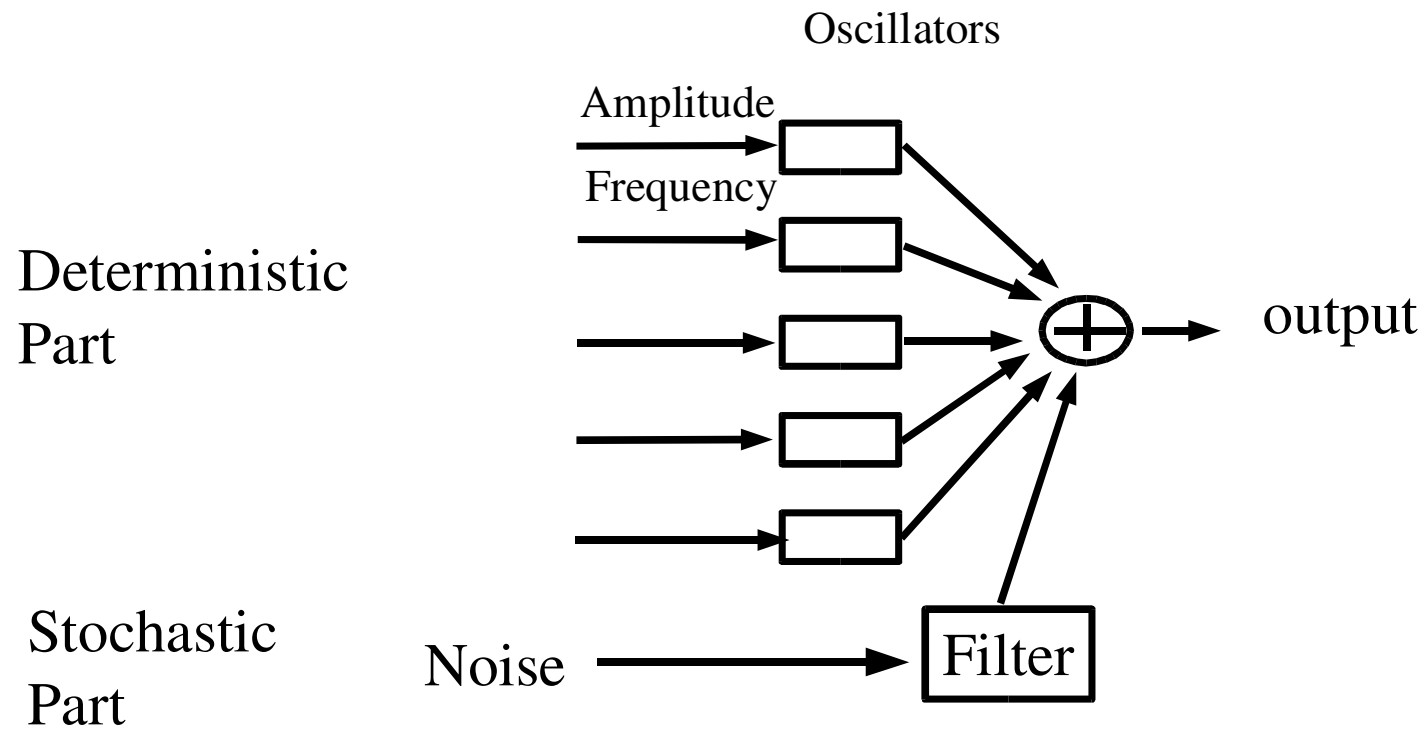 Oscillators
Amplitude
Frequency
Deterministic
Part
output
Stochastic
Part
Noise
Filter